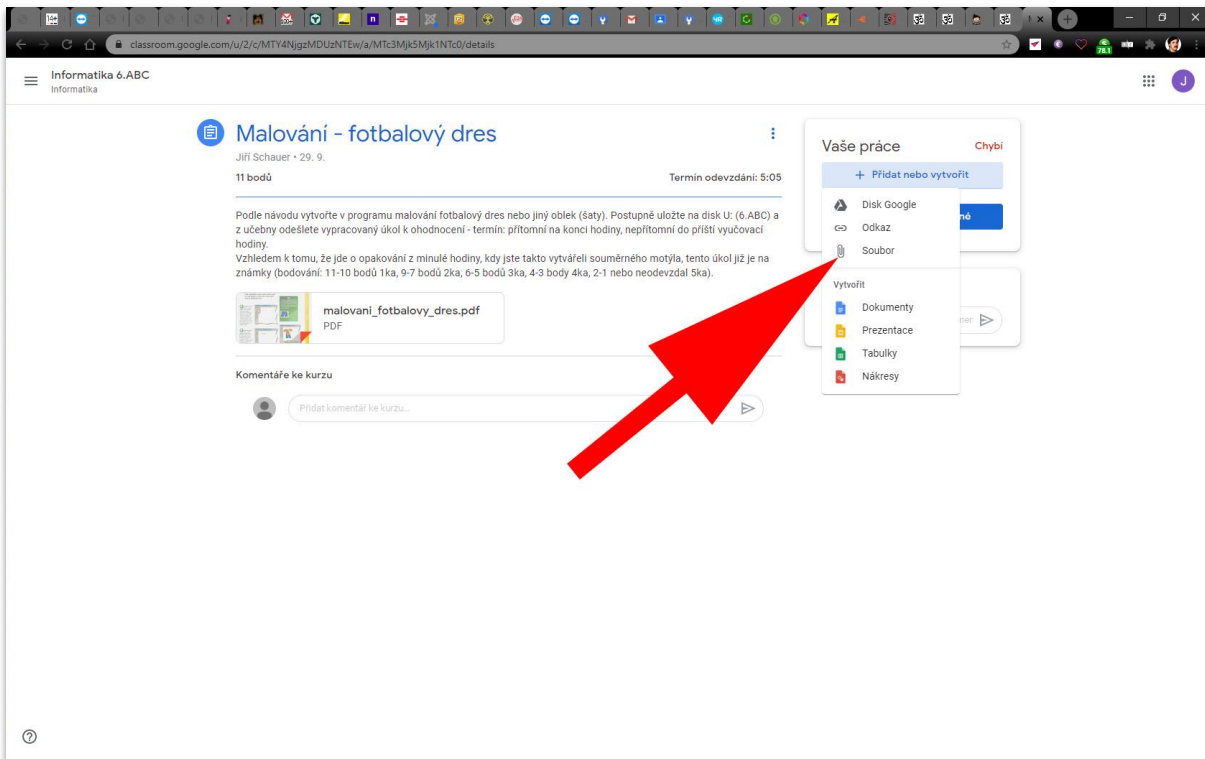 classroom.google.com/u/2/c/MTY4NjgzMDUzNTEw/a/MTc3Mjk5Mjk1NTc0/details
78.1
Informatika 6.ABC
Informatika
J
Malování - fotbalový dres
Jiří Schauer • 29. 9.
11 bodů
Termín odevzdání: 5:05
Podle návodu vytvořte v programu malování fotbalový dres nebo jiný oblek (šaty). Postupně uložte na disk U: (6.ABC) a
z učebny odešlete vypracovaný úkol k ohodnocení - termín: přítomní na konci hodiny, nepřítomní do příští vyučovací
hodiny.
Vzhledem k tomu, že jde o opakování z minulé hodiny, kdy jste takto vytvářeli souměrného motýla, tento úkol již je na
známky (bodování: 11-10 bodů 1ka, 9-7 bodů 2ka, 6-5 bodů 3ka, 4-3 body 4ka, 2-1 nebo neodevzdal 5ka).
malovani_fotbalovy_dres.pdf
PDF
Komentáře ke kurzu
Přidat komentář ke kurzu...
Vaše práce
Chybí
+ Přidat nebo vytvořit
Disk Google
Odkaz
Soubor
Vytvořit
Dokumenty
Prezentace
Tabulky
Nákresy